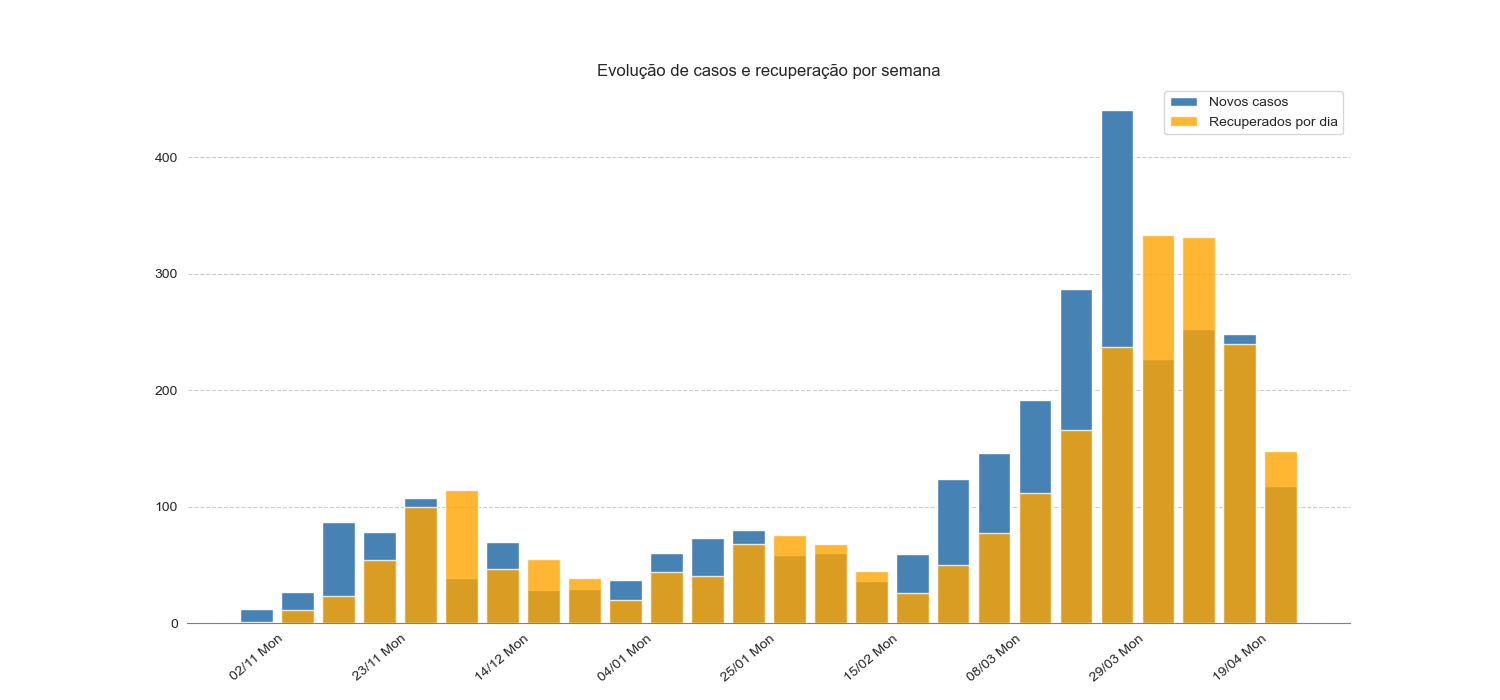 Evolução de casos e recuperação por semana
Novos casos
Recuperados por dia
400
300
200
100
0
02/11 Mon
23/11 Mon
14/12 Mon
04/01 Mon
25/01 Mon
15/02 Mon
08/03 Mon
29/03 Mon
19/04 Mon